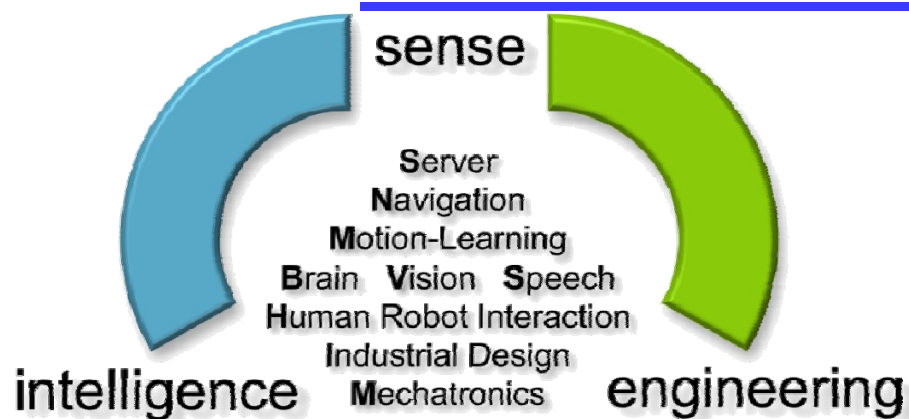 sense
Server
Navigation
Motion-Learning
Brain Vision Speech
Human Robot Interaction
Industrial Design
intelligence Mechatronics engineering